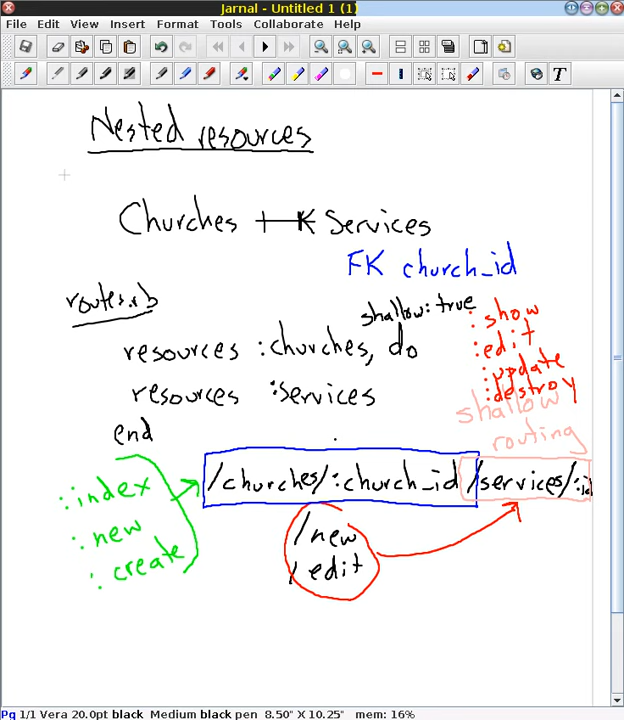 Jarnal - Untitled 1 (1)
File Edit View Insert Format Tools Collaborate Help
T
Nested resources
Churches Services
FK church_id
routes.rb
shallow: true
resources :churches, do
resources :services
end
:show
:edit
:update
:destroy
shallow
routing
/churches/:church_id/services/:id
:index
:new
:create
/new
/edit
Pg 1/1 Vera 20.0pt black Medium black pen 8.50" X 10.25" mem: 16%